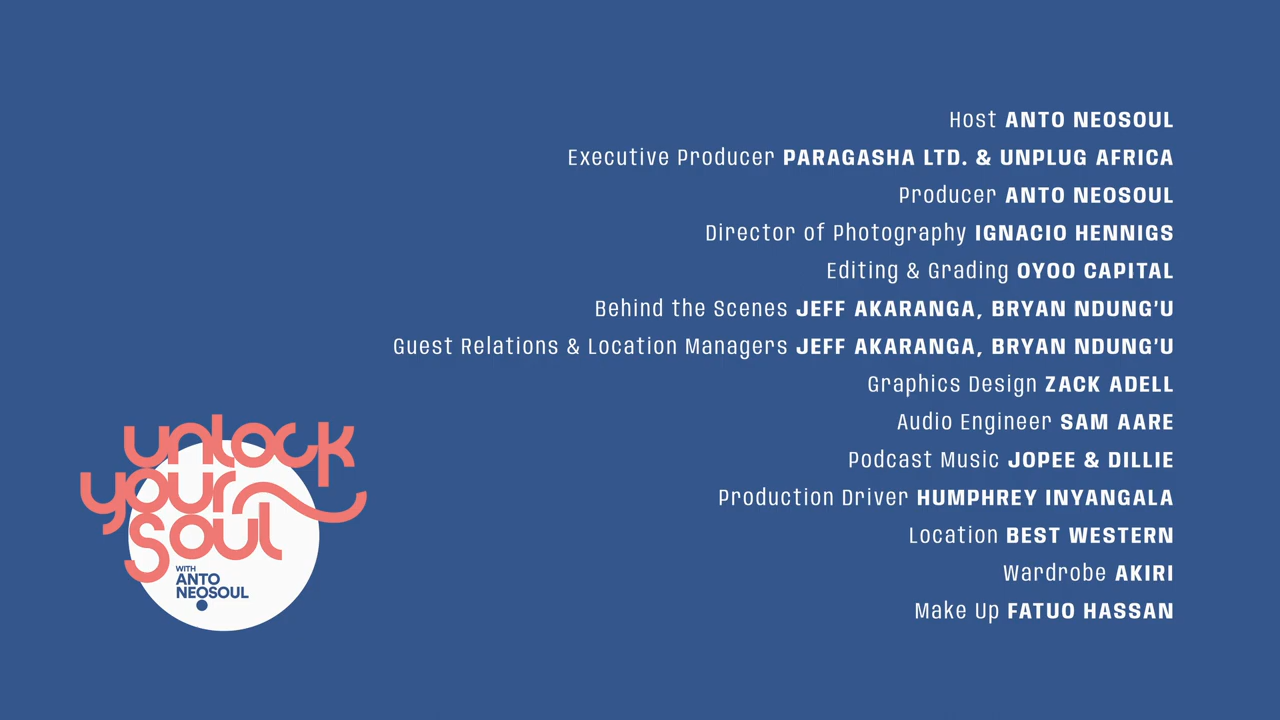 Host ANTO NEOSOUL
Executive Producer PARAGASHA LTD. & UNPLUG AFRICA
Producer ANTO NEOSOUL
Director of Photography IGNACIO HENNIGS
Editing & Grading OYOO CAPITAL
Behind the Scenes JEFF AKARANGA, BRYAN NDUNG'U
Guest Relations & Location Managers JEFF AKARANGA, BRYAN NDUNG'U
Graphics Design ZACK ADELL
Audio Engineer SAM AARE
Podcast Music JOPEE & DILLIE
Production Driver HUMPHREY INYANGALA
Location BEST WESTERN
Wardrobe AKIRI
Make Up FATUO HASSAN
unlock
your
Soul
WITH
ANTO
NEOSOUL